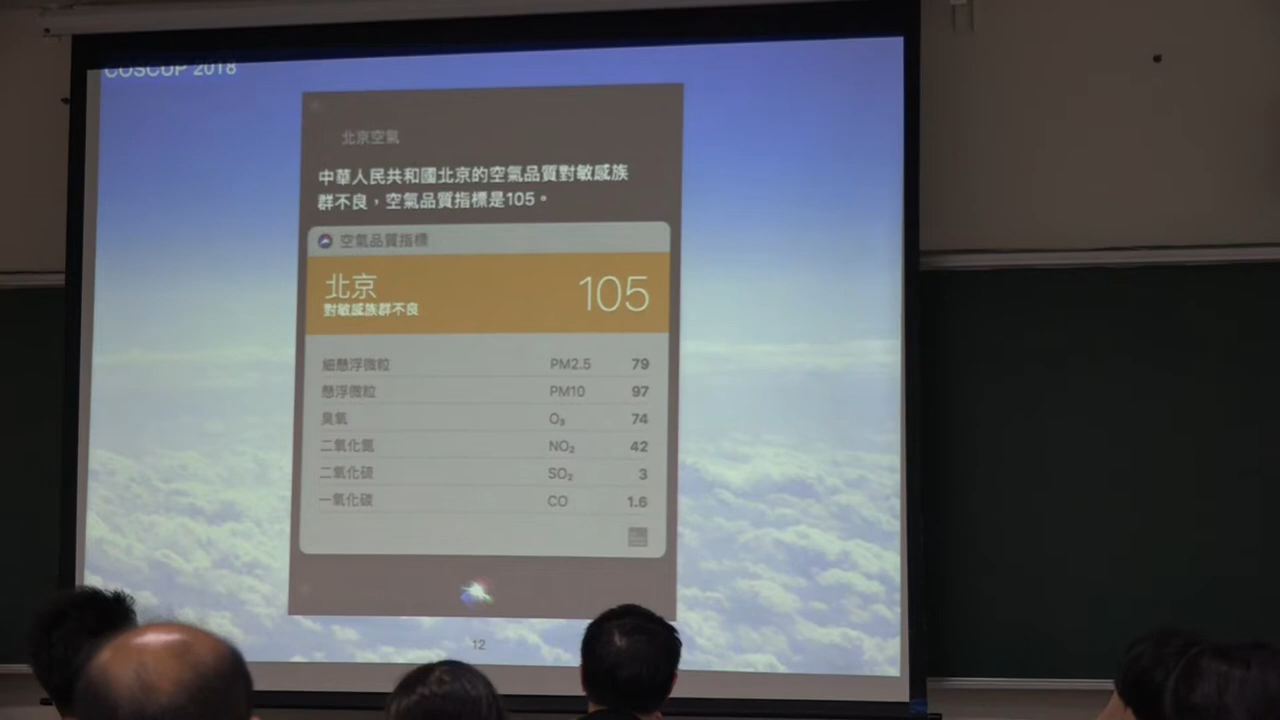 COSCUP 2018
北京空氣
中華人民共和國北京的空氣品質對敏感族
群不良，空氣品質指標是105。
空氣品質指標
北京 105
對敏感族群不良
細懸浮微粒 PM2.5 79
懸浮微粒 PM10 97
臭氧 O₃ 74
二氧化氮 NO₂ 42
二氧化硫 SO₂ 3
一氧化碳 CO 1.6
12